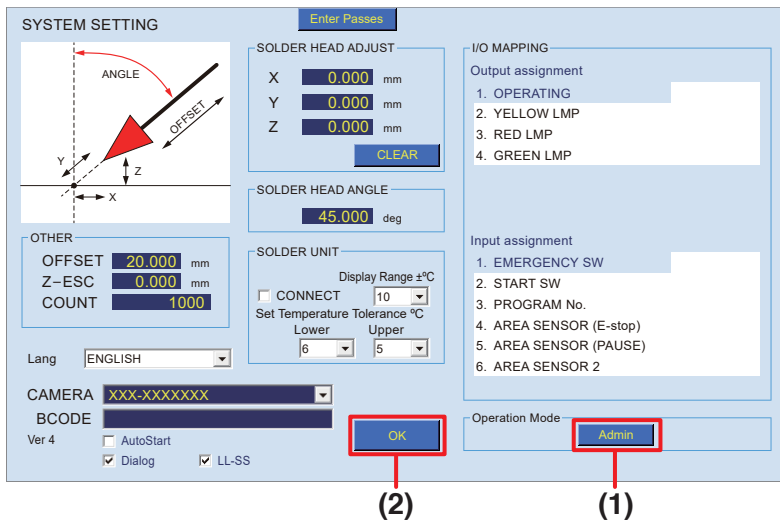 SYSTEM SETTING
Enter Passes
ANGLE
OFFSET
Y
Z
X
SOLDER HEAD ADJUST
X 0.000 mm
Y 0.000 mm
Z 0.000 mm
CLEAR
SOLDER HEAD ANGLE
45.000 deg
I/O MAPPING
Output assignment
1. OPERATING
2. YELLOW LMP
3. RED LMP
4. GREEN LMP
Input assignment
1. EMERGENCY SW
2. START SW
3. PROGRAM No.
4. AREA SENSOR (E-stop)
5. AREA SENSOR (PAUSE)
6. AREA SENSOR 2
OTHER
OFFSET 20.000 mm
Z–ESC 0.000 mm
COUNT 1000
SOLDER UNIT
Display Range ±ºC
CONNECT 10
Set Temperature Tolerance ºC
Lower Upper
6 5
Lang ENGLISH
CAMERA XXX-XXXXXXX
BCODE
Ver 4 AutoStart
Dialog LL-SS
OK
Operation Mode
Admin
(2) (1)